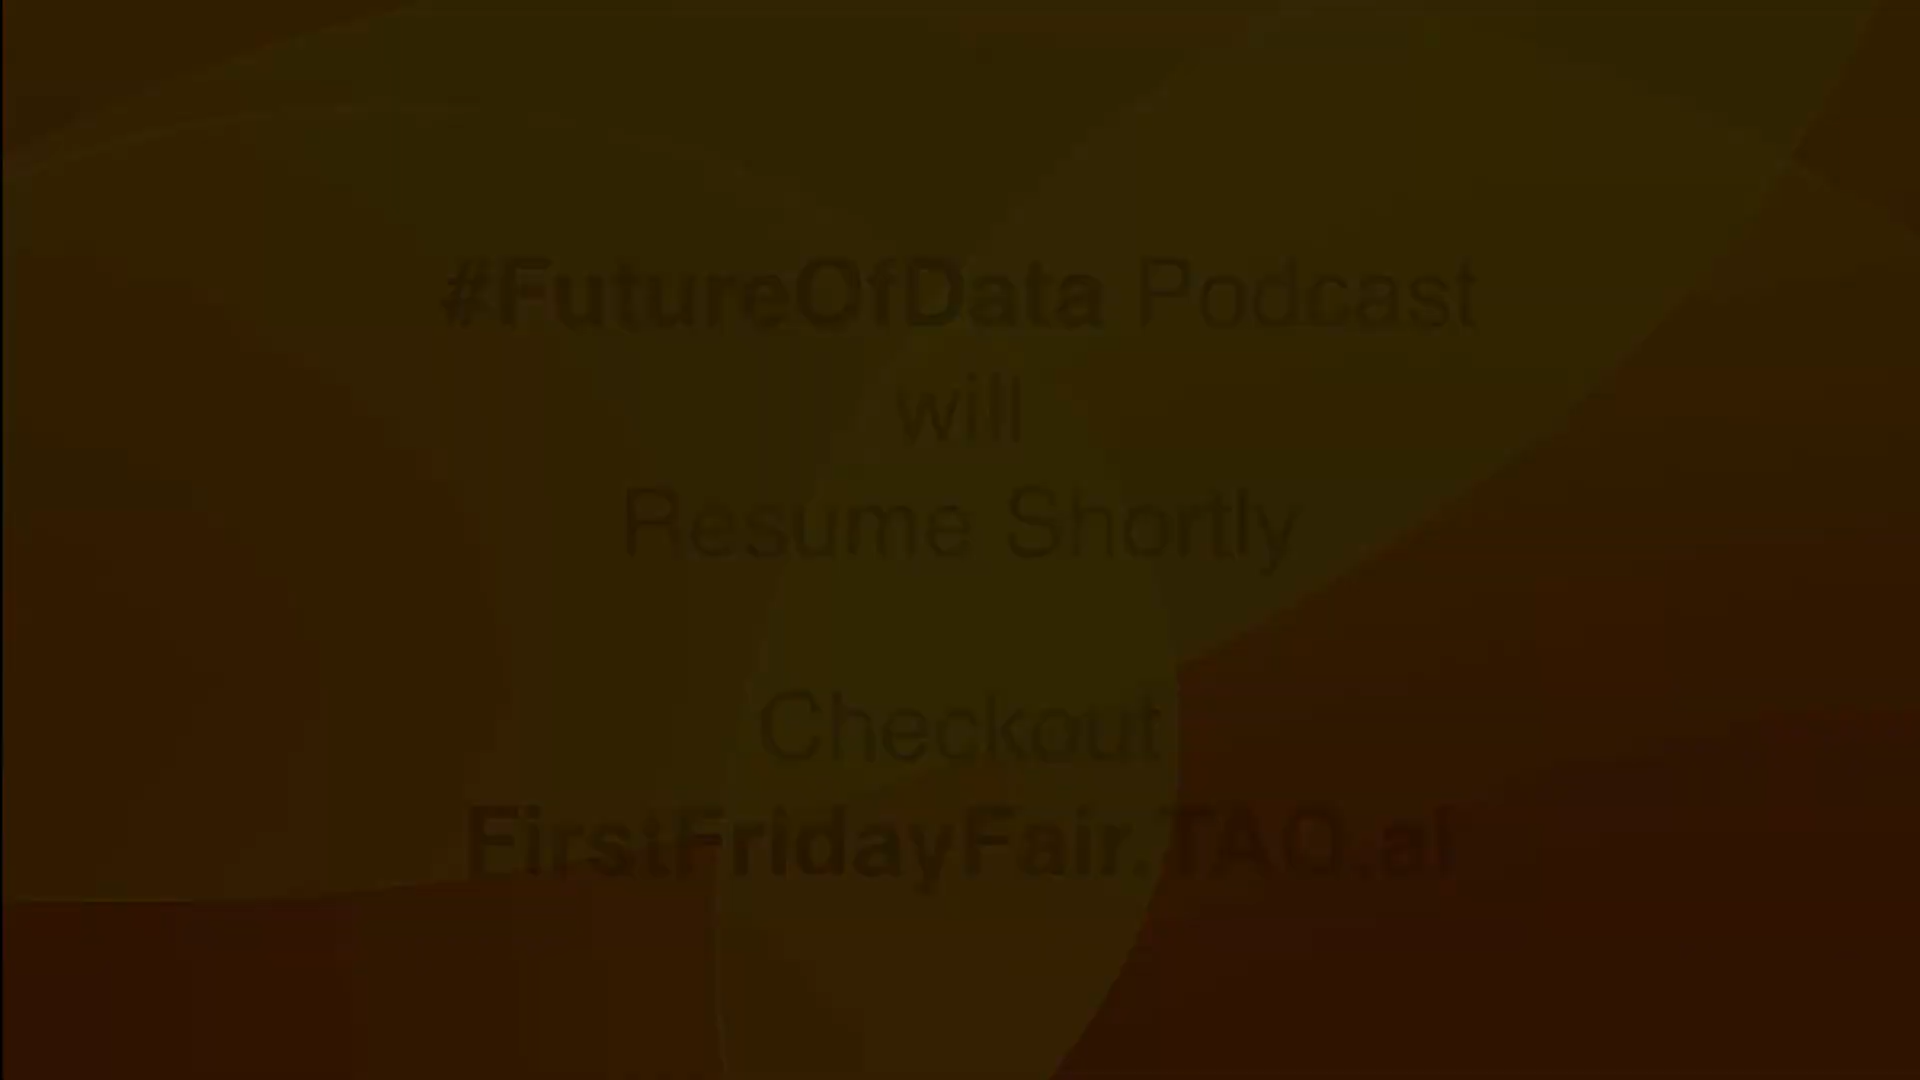 #FutureOfData Podcast
will
Resume Shortly
Checkout
FirstFridayFair.TAO.ai